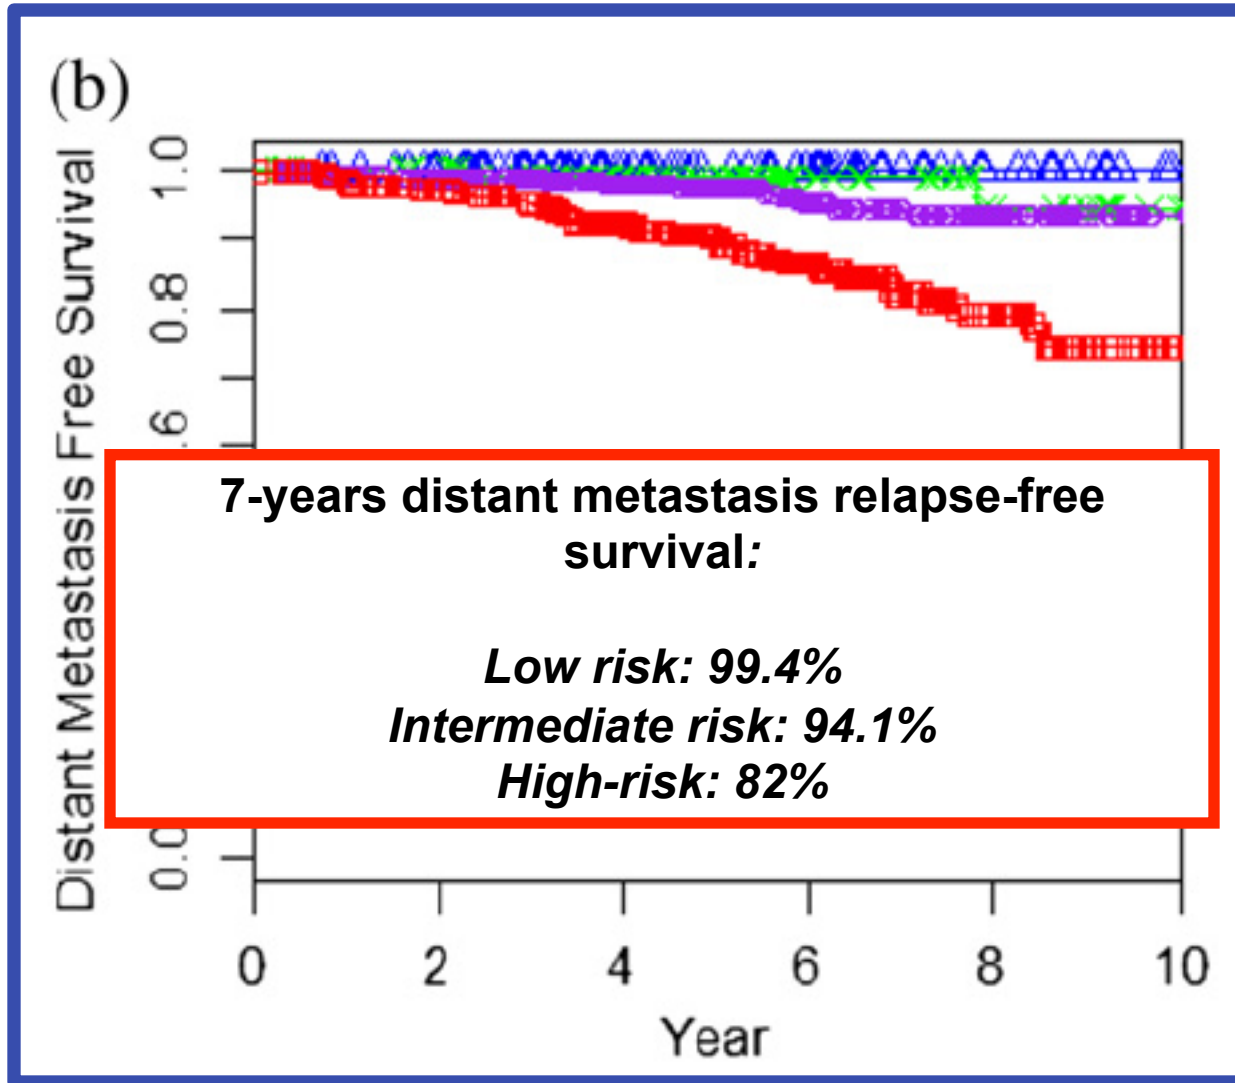 (b)
Distant Metastasis Free Survival
1.0
0.8
.6
0.0
7-years distant metastasis relapse-free
survival:
Low risk: 99.4%
Intermediate risk: 94.1%
High-risk: 82%
0 2 4 6 8 10
Year